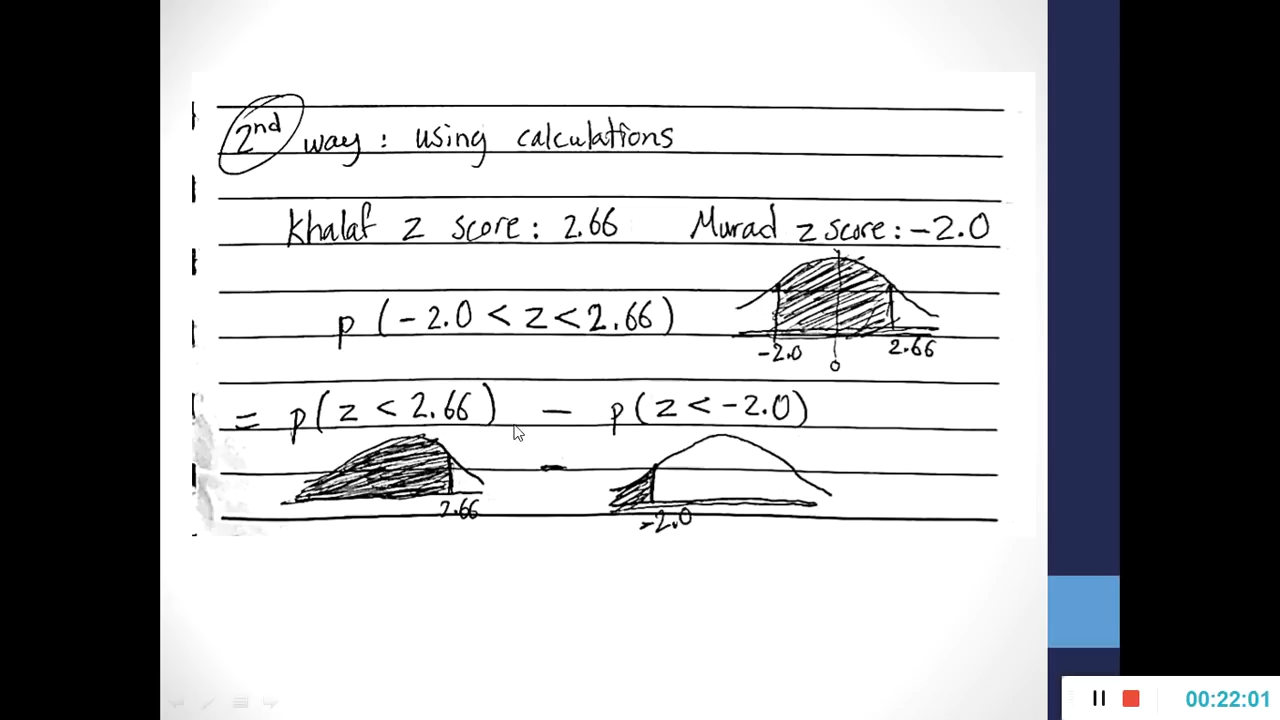 2nd way : using calculations
Khalaf z score : 2.66 Murad z score : -2.0
p ( - 2.0 < z < 2.66 )
-2.0 0 2.66
= p ( z < 2.66 ) - p ( z < - 2.0 )
2.66 - -2.0
00:22:01